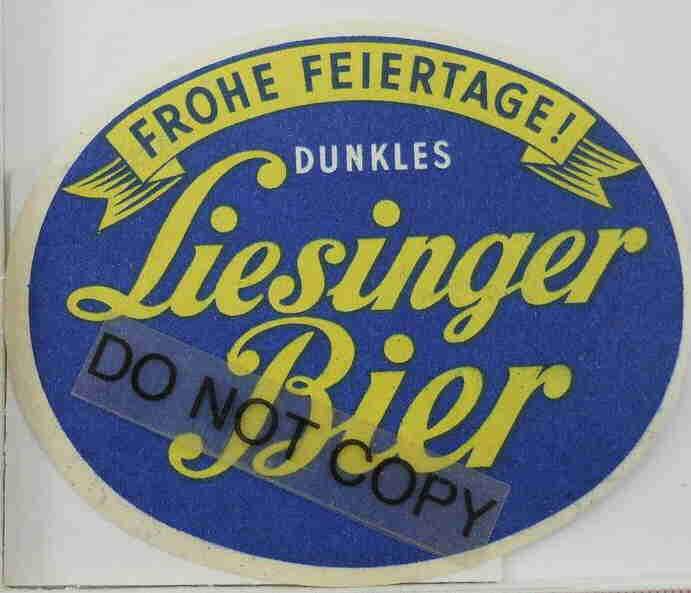 FROHE FEIERTAGE!
DUNKLES
Liesinger
Bier
DO NOT COPY